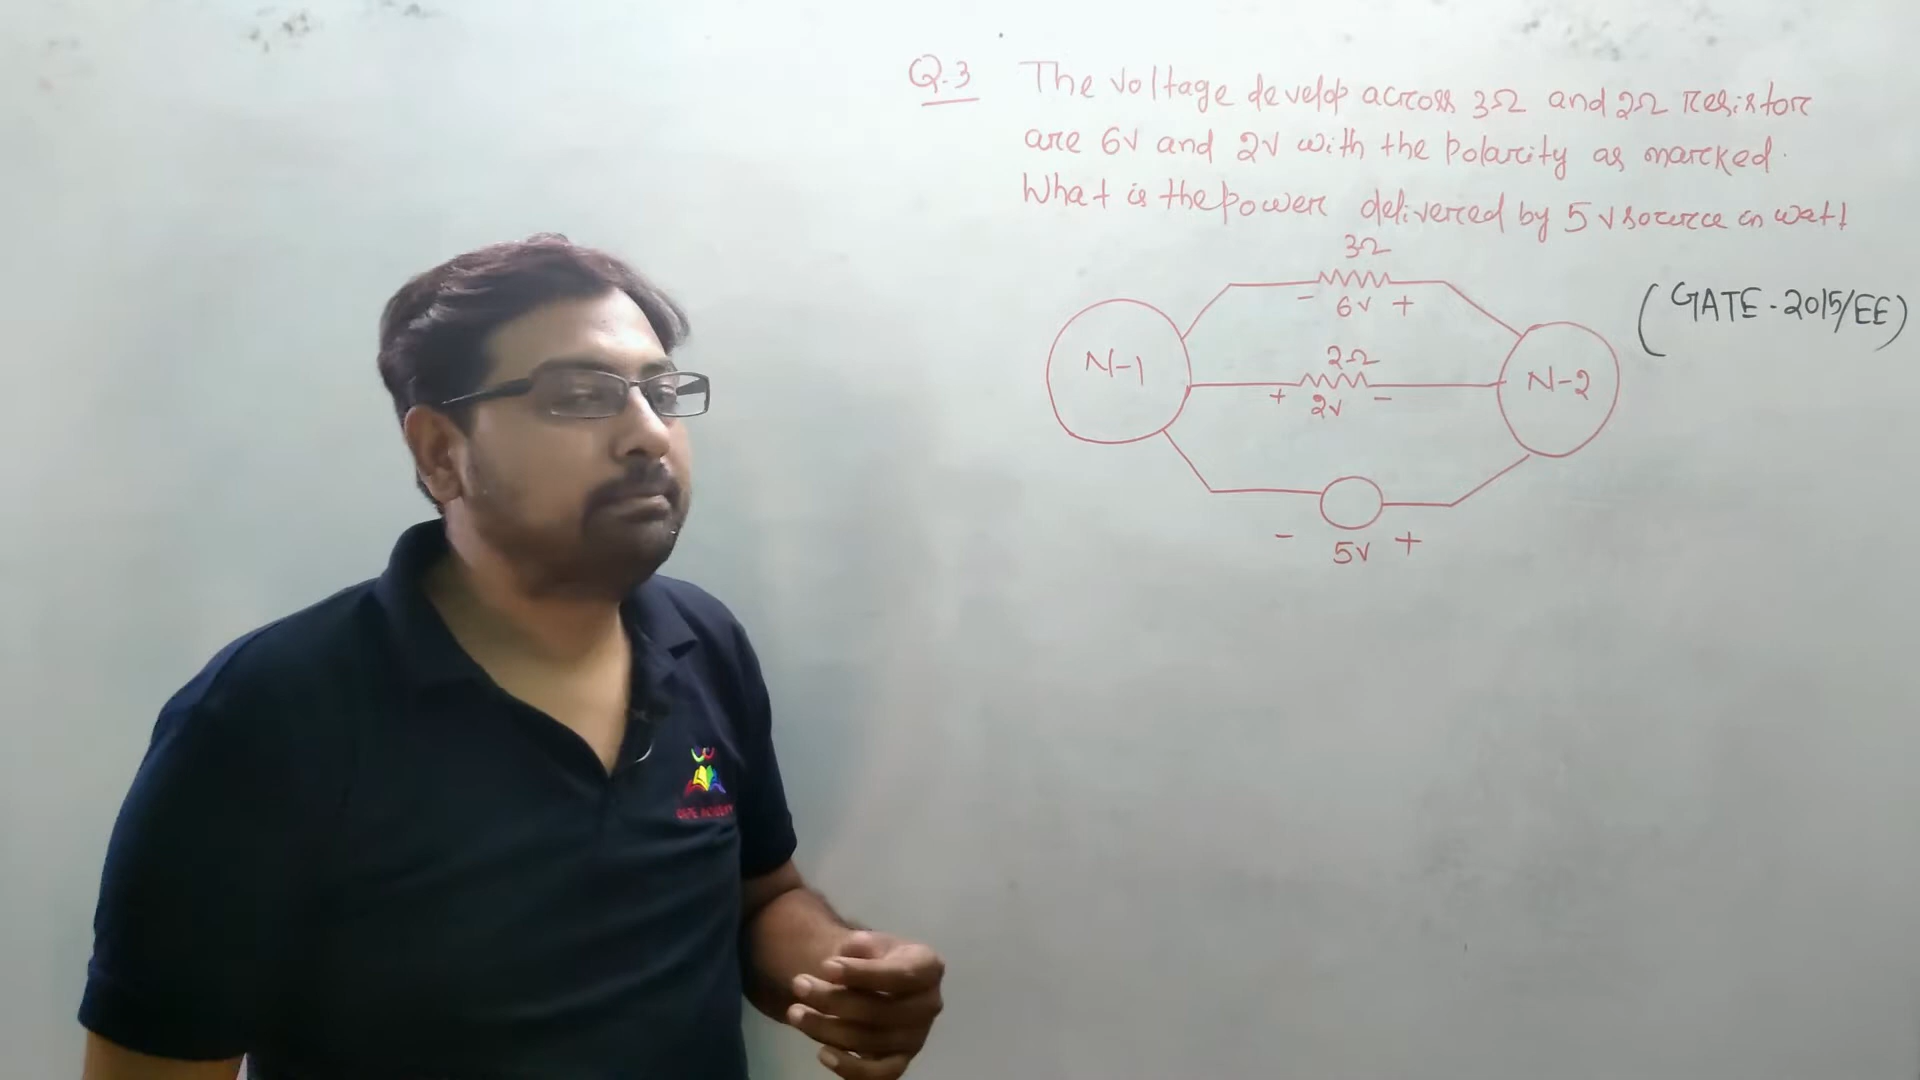 Q.3 The voltage develop across 3Ω and 2Ω resistor
are 6v and 2v with the polarity as marcked.
What is the power delivered by 5v source in watt
3Ω
- 6v +
(GATE-2015/EE)
N-1
2Ω
N-2
+ 2v -
- 5v +